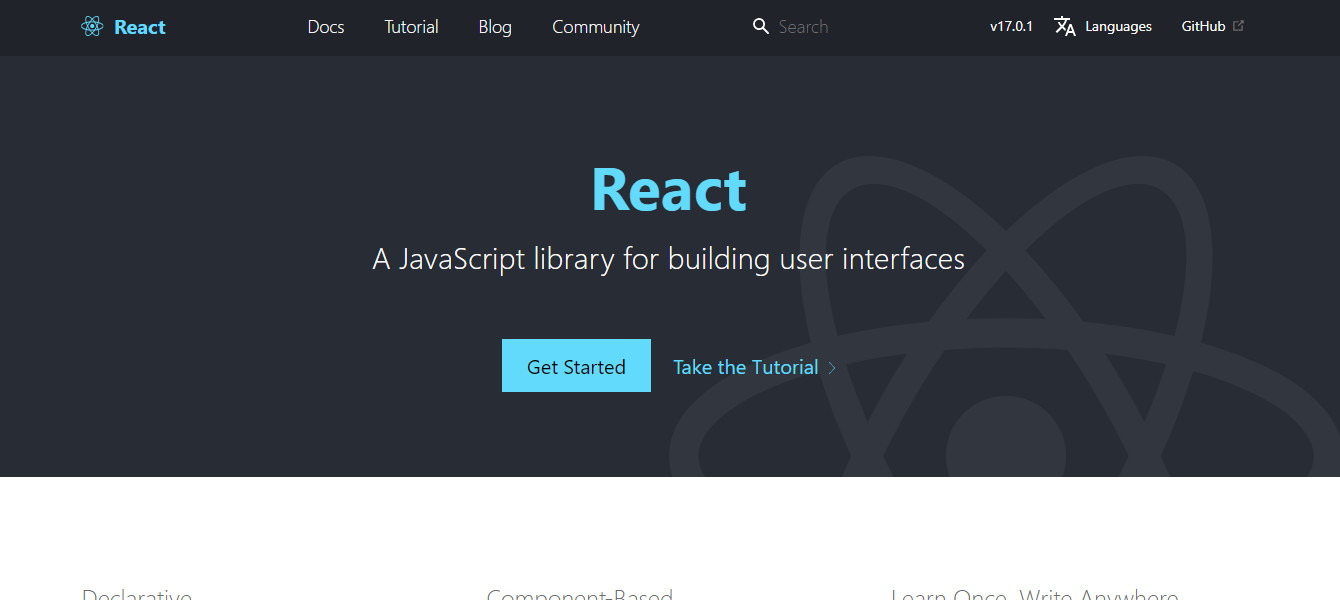 React Docs Tutorial Blog Community Search v17.0.1 Languages GitHub
React
A JavaScript library for building user interfaces
Get Started Take the Tutorial
Declarative Component-Based Learn Once, Write Anywhere